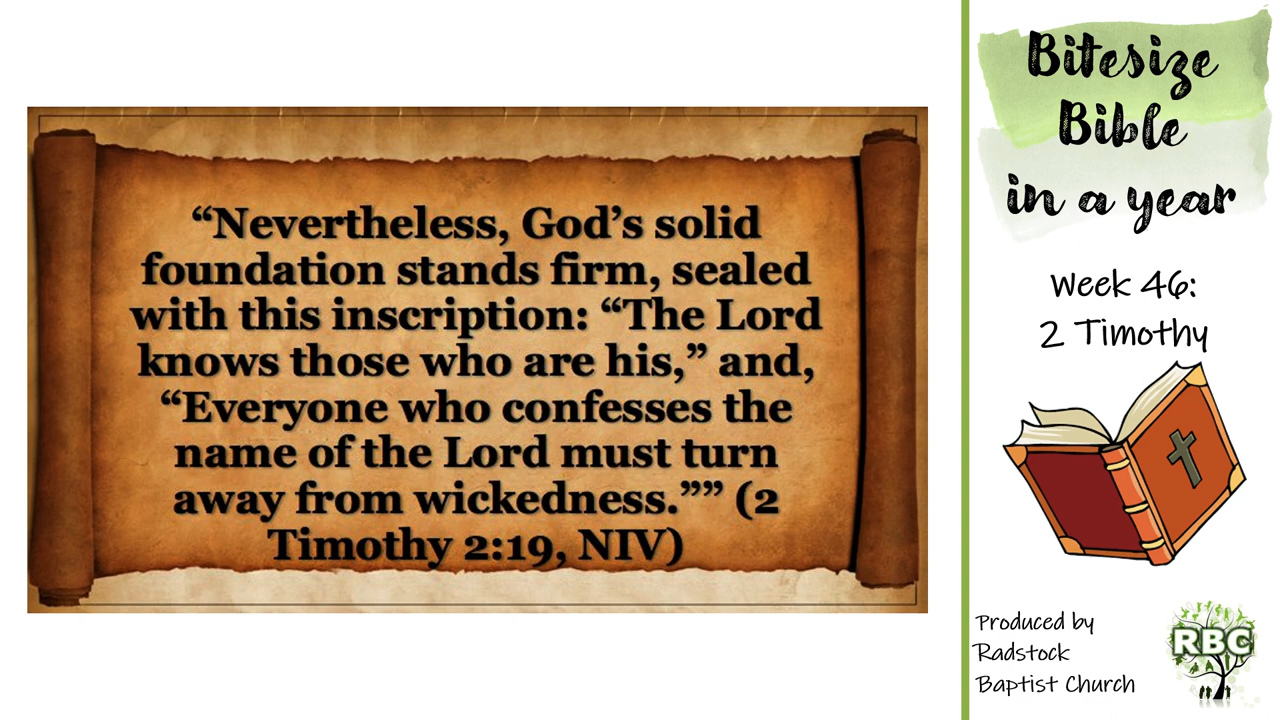 “Nevertheless, God’s solid
foundation stands firm, sealed
with this inscription: “The Lord
knows those who are his,” and,
“Everyone who confesses the
name of the Lord must turn
away from wickedness.”” (2
Timothy 2:19, NIV)
Bitesize
Bible
in a year
Week 46:
2 Timothy
Produced by
Radstock
Baptist Church
RBC